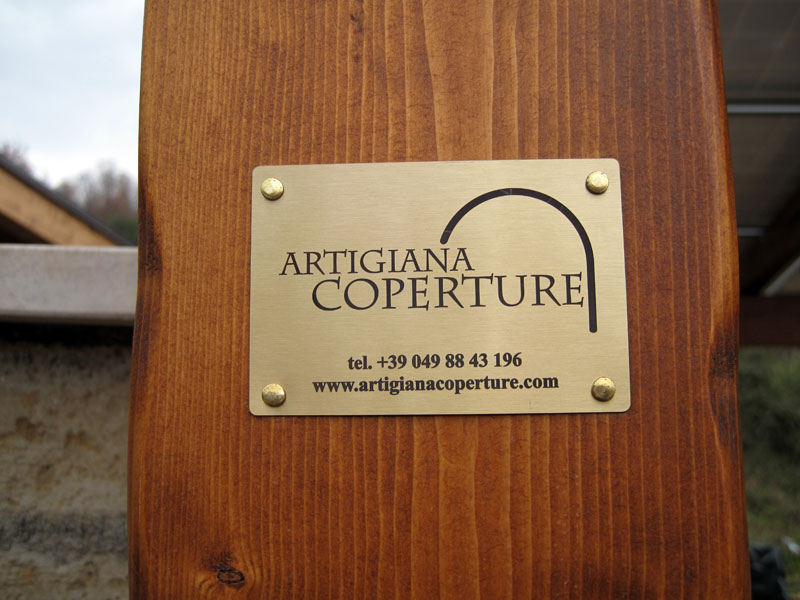 ARTIGIANA
COPERTURE
tel. +39 049 88 43 196
www.artigianacoperture.com